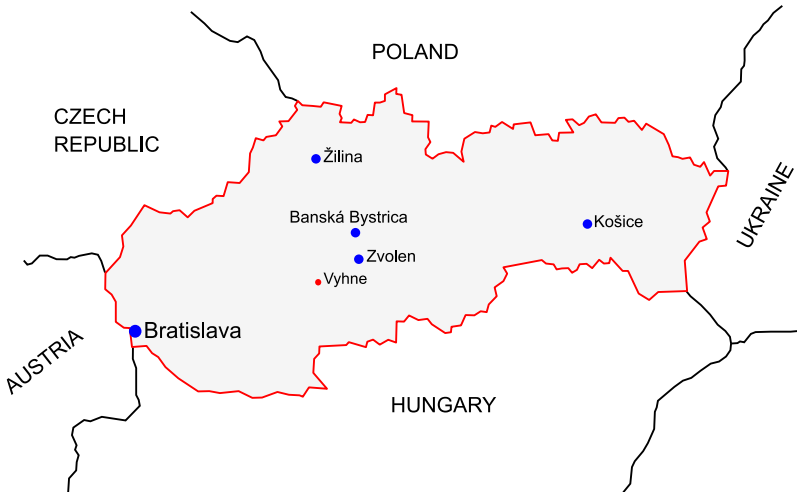 POLAND
CZECH
REPUBLIC
Žilina
UKRAINE
Banská Bystrica
Košice
Zvolen
Vyhne
Bratislava
AUSTRIA
HUNGARY